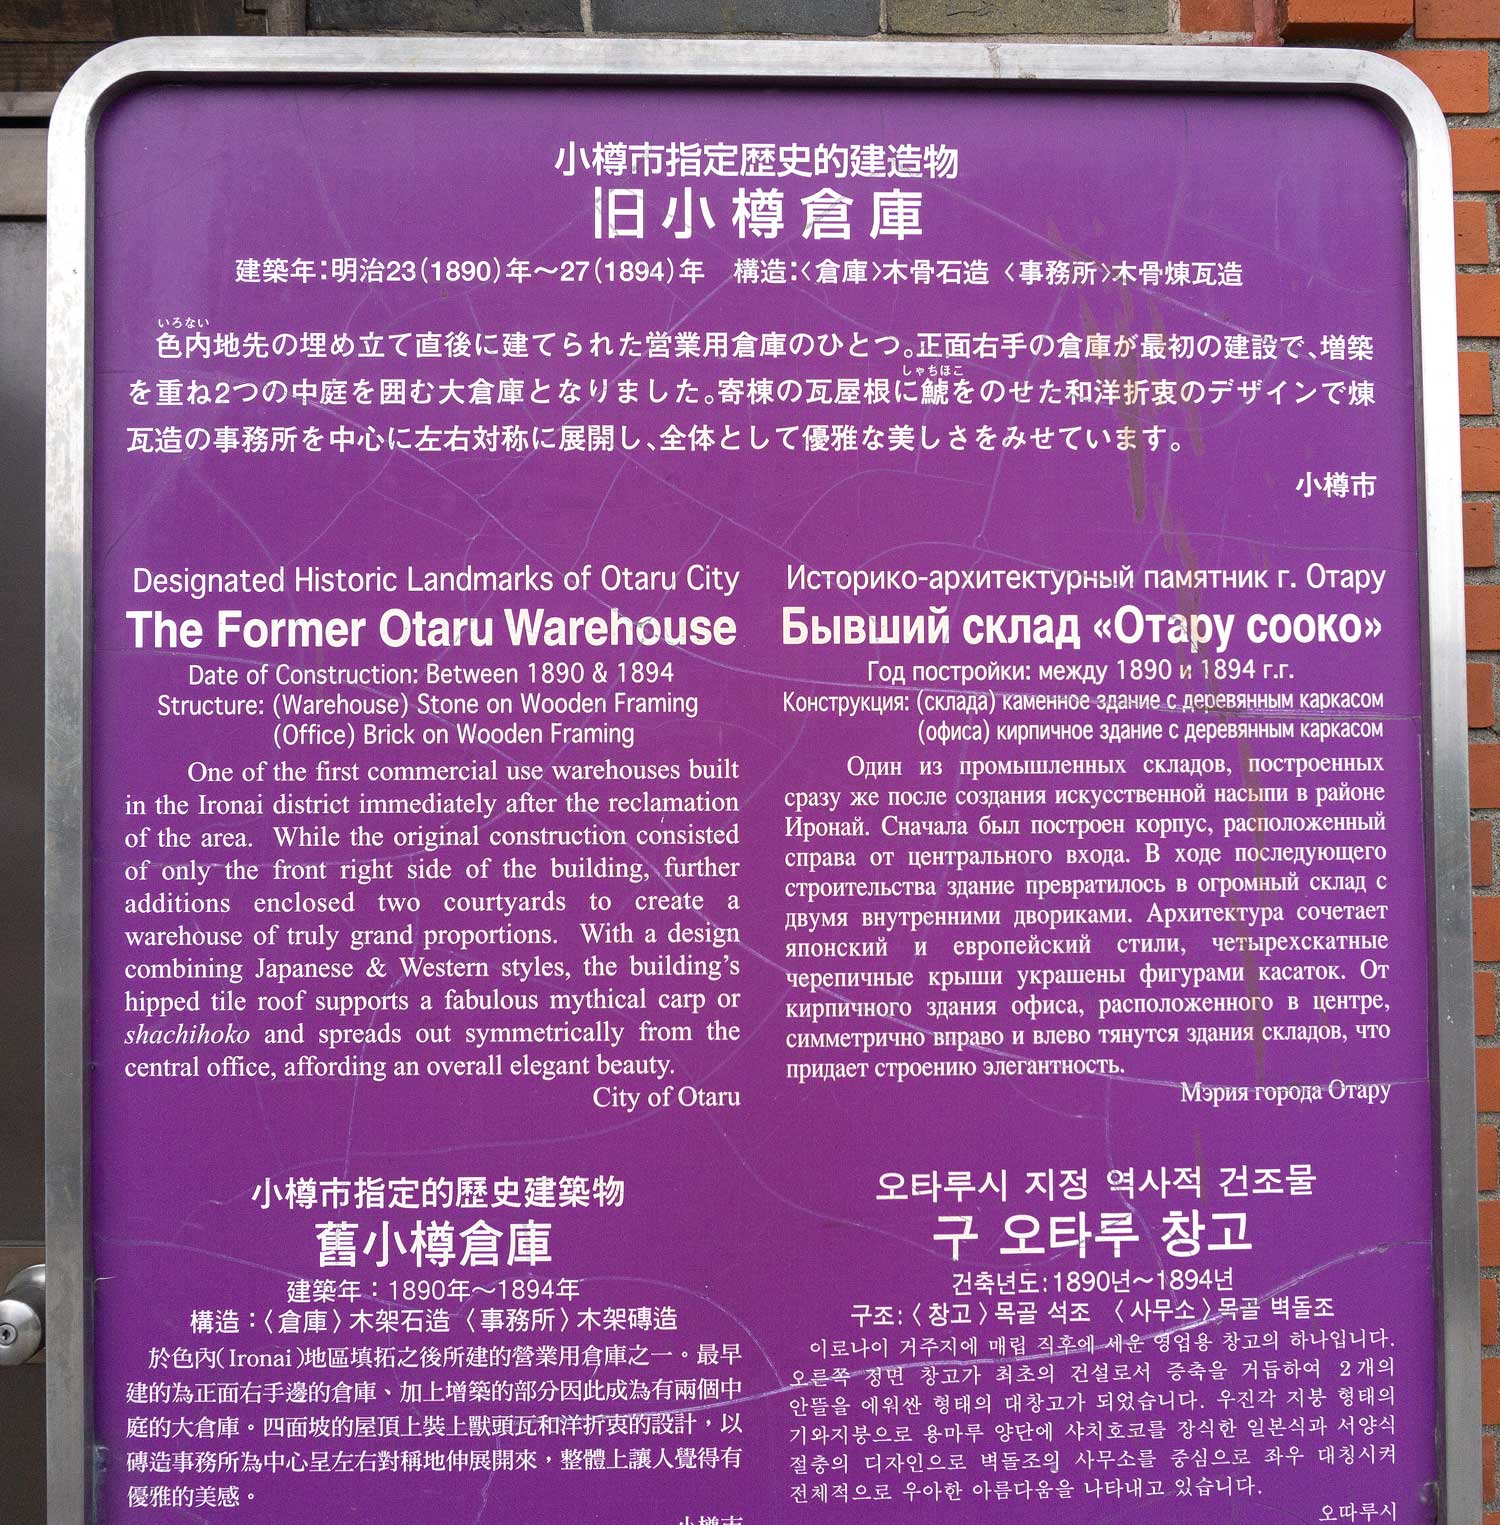 小樽市指定歴史的建造物
旧小樽倉庫
建築年：明治23（1890）年～27（1894）年　構造：〈倉庫〉木骨石造〈事務所〉木骨煉瓦造
いろない
色内地先の埋め立て直後に建てられた営業用倉庫のひとつ。正面右手の倉庫が最初の建設で、増築
しゃちほこ
を重ね2つの中庭を囲む大倉庫となりました。寄棟の瓦屋根に鯱をのせた和洋折衷のデザインで煉
瓦造の事務所を中心に左右対称に展開し、全体として優雅な美しさをみせています。
小樽市
Designated Historic Landmarks of Otaru City
The Former Otaru Warehouse
Date of Construction: Between 1890 & 1894
Structure: (Warehouse) Stone on Wooden Framing
(Office) Brick on Wooden Framing
One of the first commercial use warehouses built
in the Ironai district immediately after the reclamation
of the area. While the original construction consisted
of only the front right side of the building, further
additions enclosed two courtyards to create a
warehouse of truly grand proportions. With a design
combining Japanese & Western styles, the building's
hipped tile roof supports a fabulous mythical carp or
shachihoko and spreads out symmetrically from the
central office, affording an overall elegant beauty.
City of Otaru
Историко-архитектурный памятник г. Отару
Бывший склад «Отару сооко»
Год постройки: между 1890 и 1894 г.г.
Конструкция: (склада) каменное здание с деревянным каркасом
(офиса) кирпичное здание с деревянным каркасом
Один из промышленных складов, построенных
сразу же после создания искусственной насыпи в районе
Иронай. Сначала был построен корпус, расположенный
справа от центрального входа. В ходе последующего
строительства здание превратилось в огромный склад с
двумя внутренними двориками. Архитектура сочетает
японский и европейский стили, четырехскатные
черепичные крыши украшены фигурами касаток. От
кирпичного здания офиса, расположенного в центре,
симметрично вправо и влево тянутся здания складов, что
придает строению элегантность.
Мэрия города Отару
小樽市指定的歷史建築物
舊小樽倉庫
建築年：1890年～1894年
構造：〈倉庫〉木架石造〈事務所〉木架磚造
於色內（Ironai）地區填拓之後所建的營業用倉庫之一。最早
建的為正面右手邊的倉庫、加上增築的部分因此成為有兩個中
庭的大倉庫。四面坡的屋頂上裝上獸頭瓦和洋折衷的設計，以
磚造事務所為中心呈左右對稱地伸展開來，整體上讓人覺得有
優雅的美感。
小樽市
오타루시 지정 역사적 건조물
구 오타루 창고
건축년도:1890년～1894년
구조:〈창고〉목골 석조 〈사무소〉목골 벽돌조
이로나이 거주지에 매립 직후에 세운 영업용 창고의 하나입니다.
오른쪽 정면 창고가 최초의 건설로서 증축을 거듭하여 2개의
안뜰을 에워싼 형태의 대창고가 되었습니다. 우진각 지붕 형태의
기와지붕으로 용마루 양단에 샤치호코를 장식한 일본식과 서양식
절충의 디자인으로 벽돌조의 사무소를 중심으로 좌우 대칭시켜
전체적으로 우아한 아름다움을 나타내고 있습니다.
오따루시